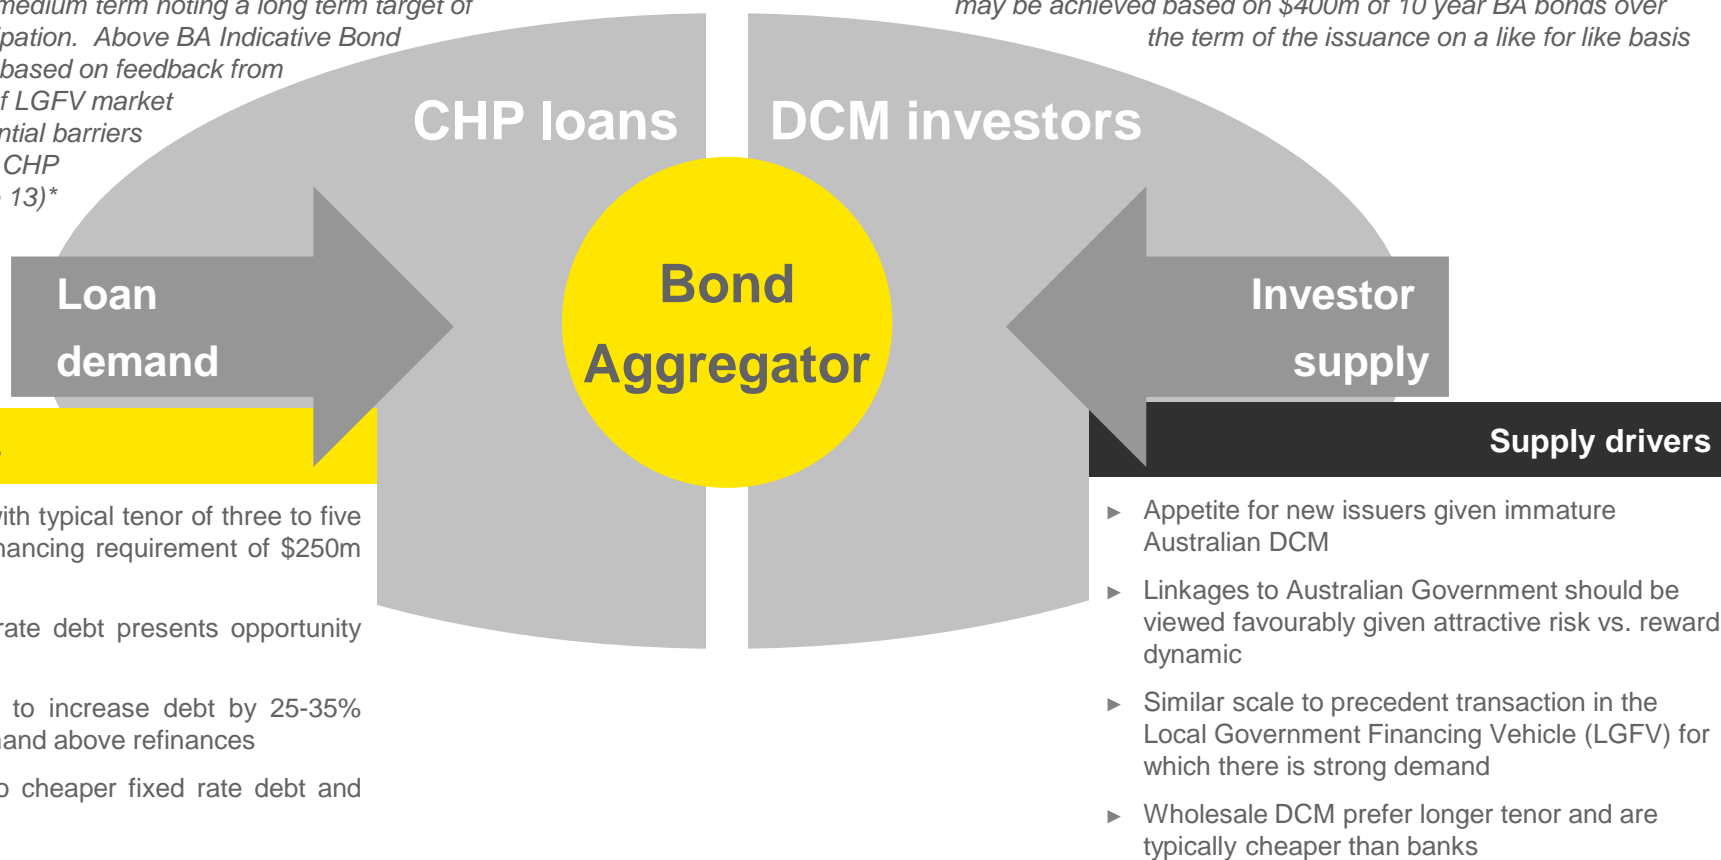 medium term noting a long term target of
ipation. Above BA Indicative Bond
based on feedback from
f LGFV market
ntial barriers
CHP
13)*
may be achieved based on $400m of 10 year BA bonds over
the term of the issuance on a like for like basis
CHP loans
DCM investors
Loan
demand
Bond
Aggregator
Investor
supply
Supply drivers
with typical tenor of three to five
nancing requirement of $250m
rate debt presents opportunity
to increase debt by 25-35%
mand above refinances
o cheaper fixed rate debt and
► Appetite for new issuers given immature
Australian DCM
► Linkages to Australian Government should be
viewed favourably given attractive risk vs. reward
dynamic
► Similar scale to precedent transaction in the
Local Government Financing Vehicle (LGFV) for
which there is strong demand
► Wholesale DCM prefer longer tenor and are
typically cheaper than banks